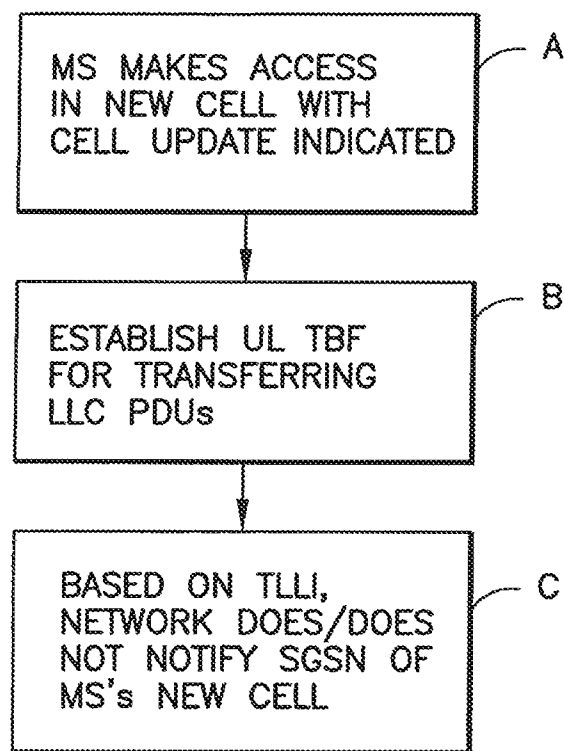 MS MAKES ACCESS
IN NEW CELL WITH
CELL UPDATE INDICATED
A
ESTABLISH UL TBF
FOR TRANSFERRING
LLC PDUs
B
BASED ON TLLI,
NETWORK DOES/DOES
NOT NOTIFY SGSN OF
MS's NEW CELL
C